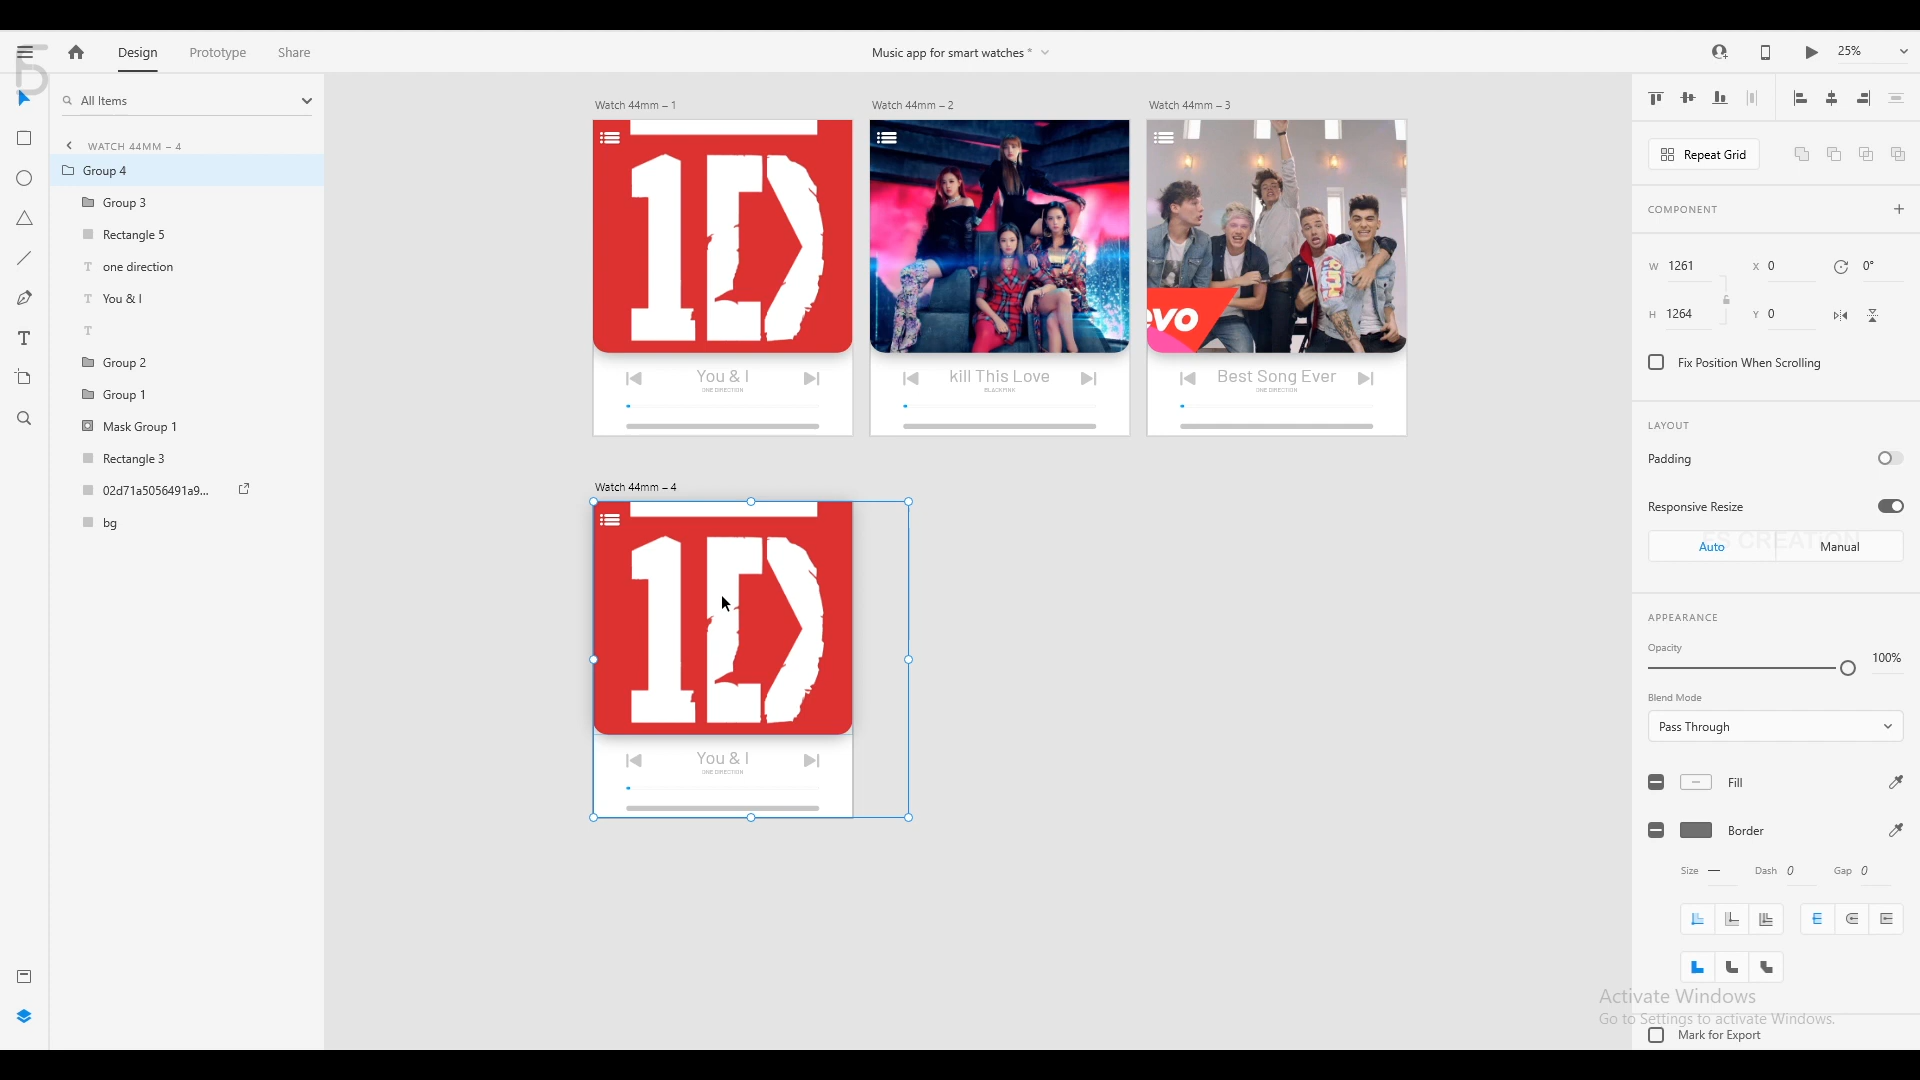 Design
Prototype
Share
Music app for smart watches *
25%
All Items
WATCH 44MM – 4
Group 4
Group 3
Rectangle 5
one direction
You & I
Group 2
Group 1
Mask Group 1
Rectangle 3
02d71a5056491a9...
bg
Watch 44mm – 1
Watch 44mm – 2
Watch 44mm – 3
1D
evo
You & I
ONE DIRECTION
kill This Love
BLACKPINK
Best Song Ever
ONE DIRECTION
Watch 44mm – 4
1D
You & I
ONE DIRECTION
Repeat Grid
COMPONENT
W 1261
X 0
0°
H 1264
Y 0
Fix Position When Scrolling
LAYOUT
Padding
Responsive Resize
ES CREATION
Auto
Manual
APPEARANCE
Opacity
100%
Blend Mode
Pass Through
Fill
Border
Size —
Dash 0
Gap 0
Activate Windows
Go to Settings to activate Windows.
Mark for Export